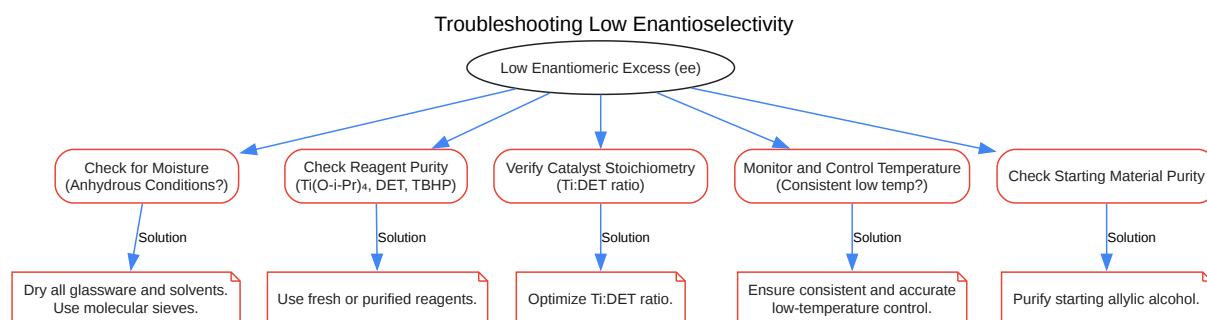 Troubleshooting Low Enantioselectivity
Low Enantiomeric Excess (ee)
Check for Moisture
(Anhydrous Conditions?)
Check Reagent Purity
(Ti(O-i-Pr)₄, DET, TBHP)
Verify Catalyst Stoichiometry
(Ti:DET ratio)
Monitor and Control Temperature
(Consistent low temp?)
Check Starting Material Purity
Solution
Solution
Solution
Solution
Solution
Dry all glassware and solvents.
Use molecular sieves.
Use fresh or purified reagents.
Optimize Ti:DET ratio.
Ensure consistent and accurate
low-temperature control.
Purify starting allylic alcohol.